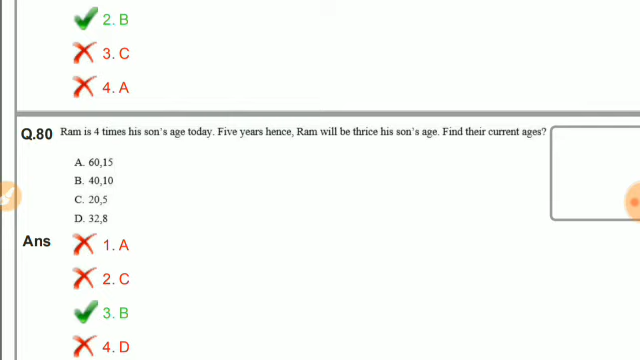 2. B
3. C
4. A
Q.80 Ram is 4 times his son's age today. Five years hence, Ram will be thrice his son's age. Find their current ages?
A. 60,15
B. 40,10
C. 20,5
D. 32,8
Ans
1. A
2. C
3. B
4. D